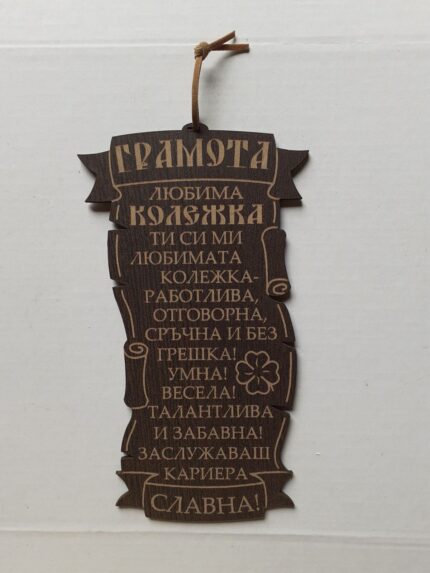 ГРАМОТА
ЛЮБИМА
КОЛЕЖКА
ТИ СИ МИ
ЛЮБИМАТА
КОЛЕЖКА-
РАБОТЛИВА,
ОТГОВОРНА,
СРЪЧНА И БЕЗ
ГРЕШКА!
УМНА!
ВЕСЕЛА!
ТАЛАНТЛИВА
И ЗАБАВНА!
ЗАСЛУЖАВАШ
КАРИЕРА
СЛАВНА!